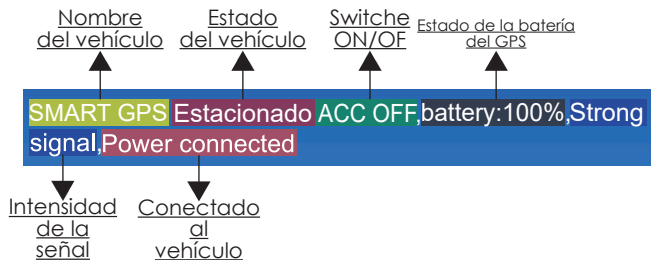 Nombre del vehículo
Estado del vehículo
Switche ON/OF
Estado de la batería del GPS
SMART GPS Estacionado ACC OFF,battery:100%,Strong
signal,Power connected
Intensidad de la señal
Conectado al vehículo